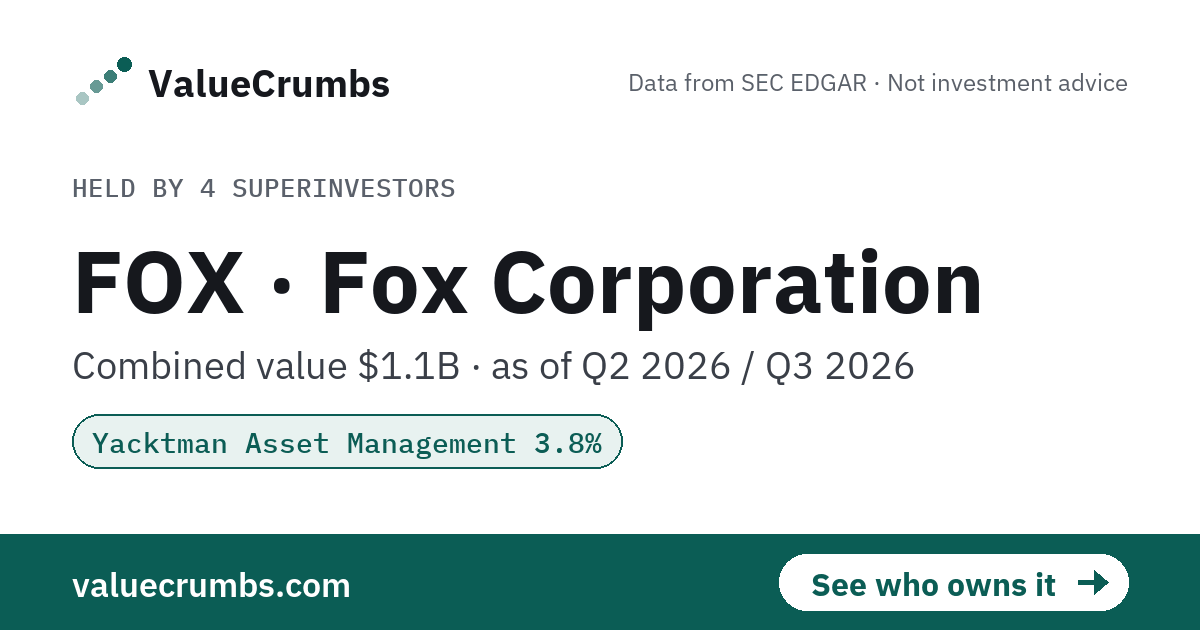 ValueCrumbs
Data from SEC EDGAR · Not investment advice
HELD BY 4 SUPERINVESTORS
FOX · Fox Corporation
Combined value $1.1B · as of Q2 2026 / Q3 2026
Yacktman Asset Management 3.8%
valuecrumbs.com
See who owns it →